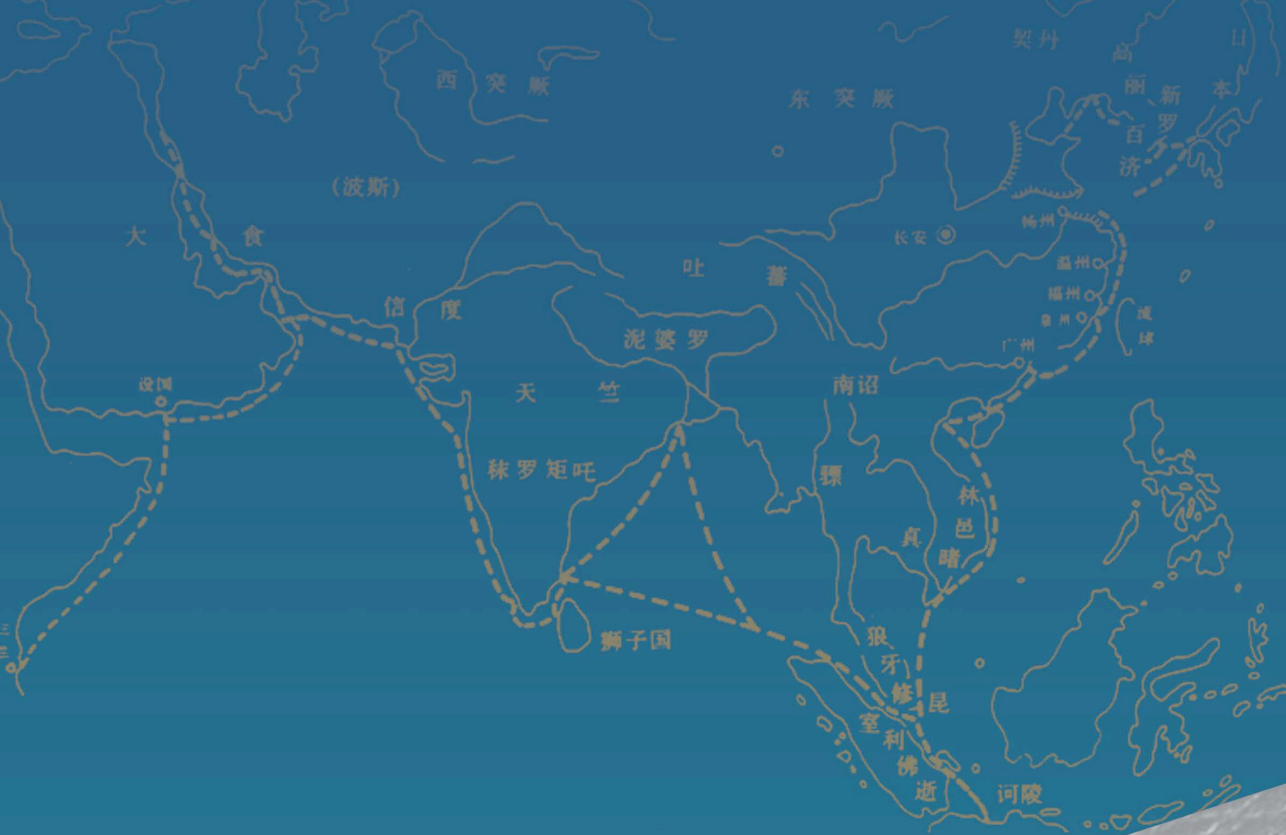 契丹
高丽
日本
西突厥
东突厥
新罗
百济
(波斯)
大食
长安
扬州
吐蕃
温州
福州
泉州
流球
信度
泥婆罗
广州
设国
天竺
南诏
秣罗矩吒
骠
林邑
真
三兰
狮子国
狼牙修
昆
室利佛逝
诃陵